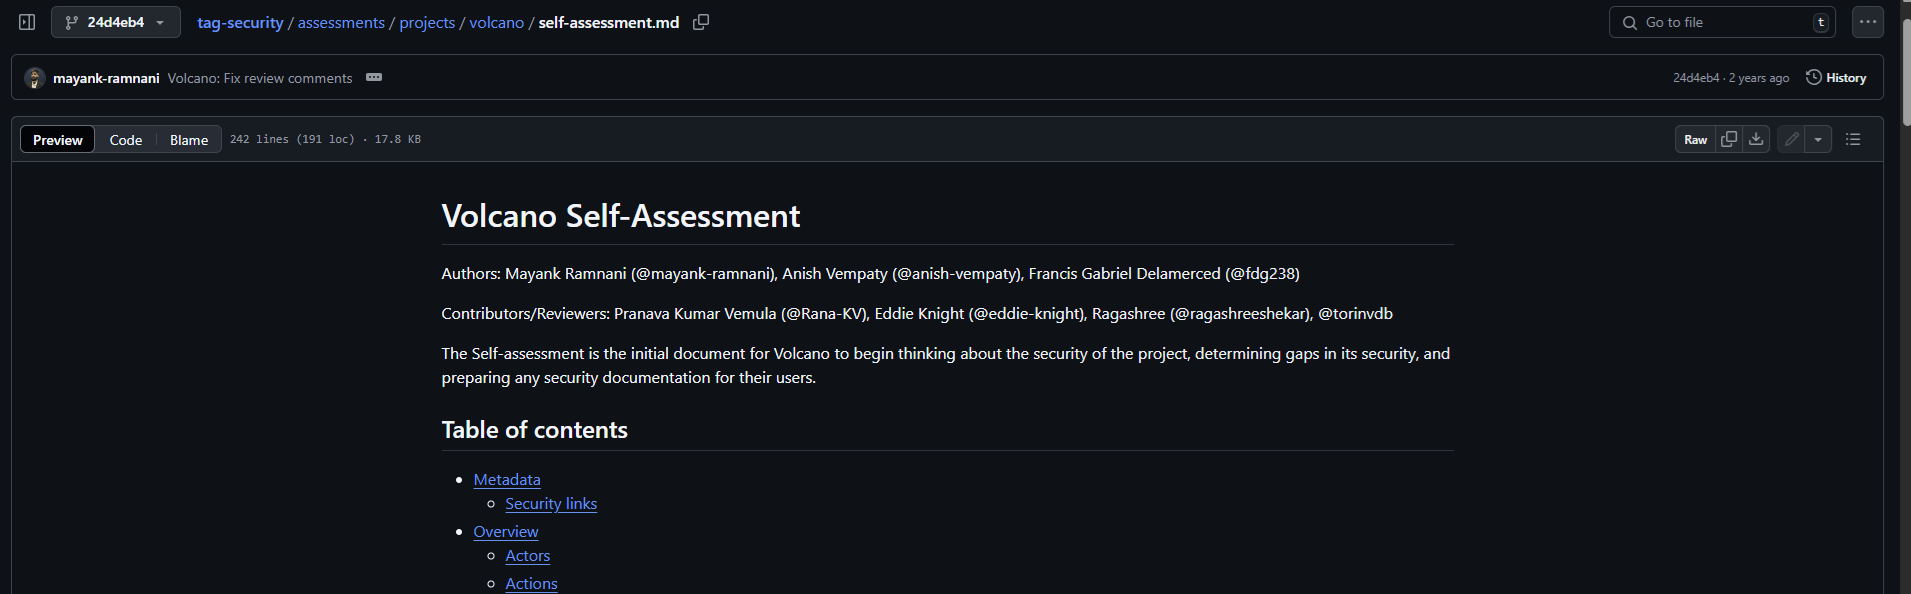 24d4eb4 tag-security / assessments / projects / volcano / self-assessment.md Go to file t
mayank-ramnani Volcano: Fix review comments 24d4eb4 · 2 years ago History
Preview Code Blame 242 lines (191 loc) · 17.8 KB Raw
Volcano Self-Assessment
Authors: Mayank Ramnani (@mayank-ramnani), Anish Vempaty (@anish-vempaty), Francis Gabriel Delamerced (@fdg238)
Contributors/Reviewers: Pranava Kumar Vemula (@Rana-KV), Eddie Knight (@eddie-knight), Ragashree (@ragashreeshekar), @torinvdb
The Self-assessment is the initial document for Volcano to begin thinking about the security of the project, determining gaps in its security, and
preparing any security documentation for their users.
Table of contents
Metadata
Security links
Overview
Actors
Actions